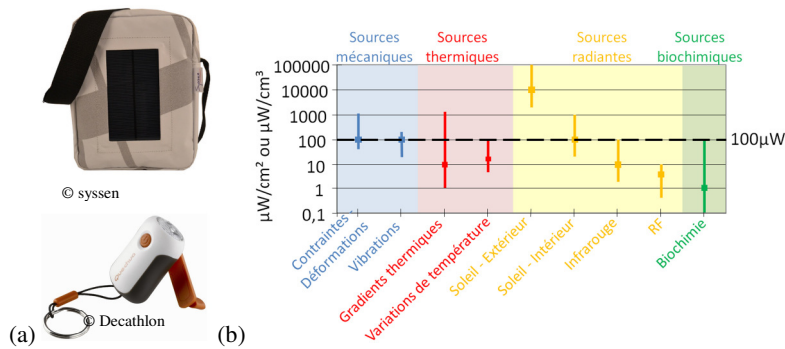 © syssen
© Decathlon
(a)
(b)
Sources mécaniques
Sources thermiques
Sources radiantes
Sources biochimiques
µW/cm² ou µW/cm³
100000
10000
1000
100
10
1
0,1
100µW
Contraintes
Déformations
Vibrations
Gradients thermiques
Variations de température
Soleil - Extérieur
Soleil - Intérieur
Infrarouge
RF
Biochimie